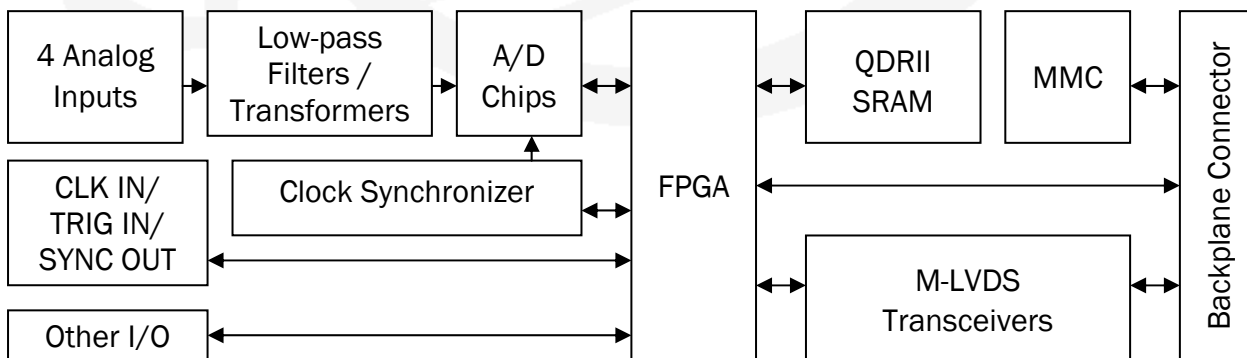 4 Analog
Inputs
Low-pass
Filters /
Transformers
A/D
Chips
FPGA
QDRII
SRAM
MMC
Backplane Connector
CLK IN/
TRIG IN/
SYNC OUT
Clock Synchronizer
M-LVDS
Transceivers
Other I/O